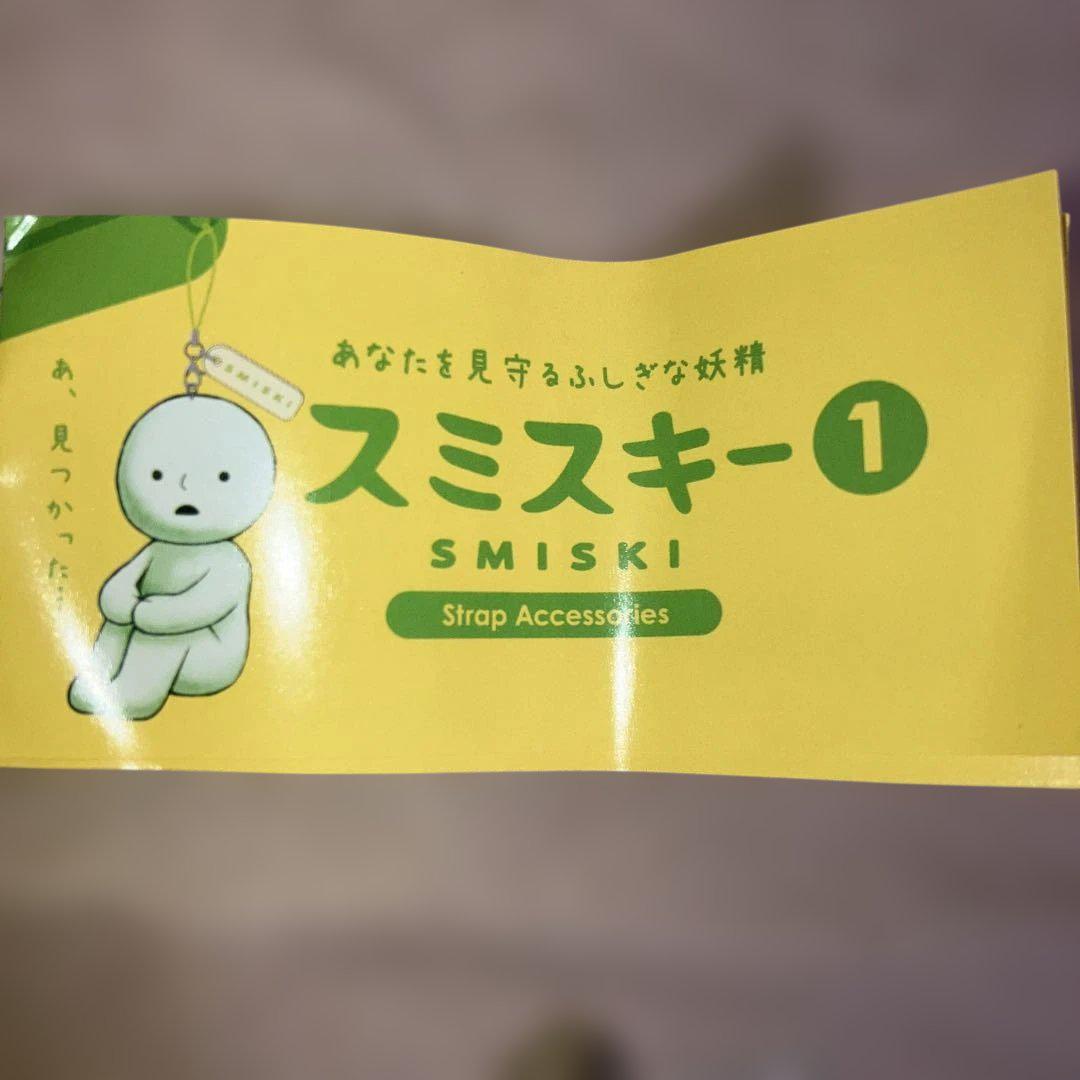 あ、見つかった…
SMISKI
あなたを見守るふしぎな妖精
スミスキー1
SMISKI
Strap Accessories